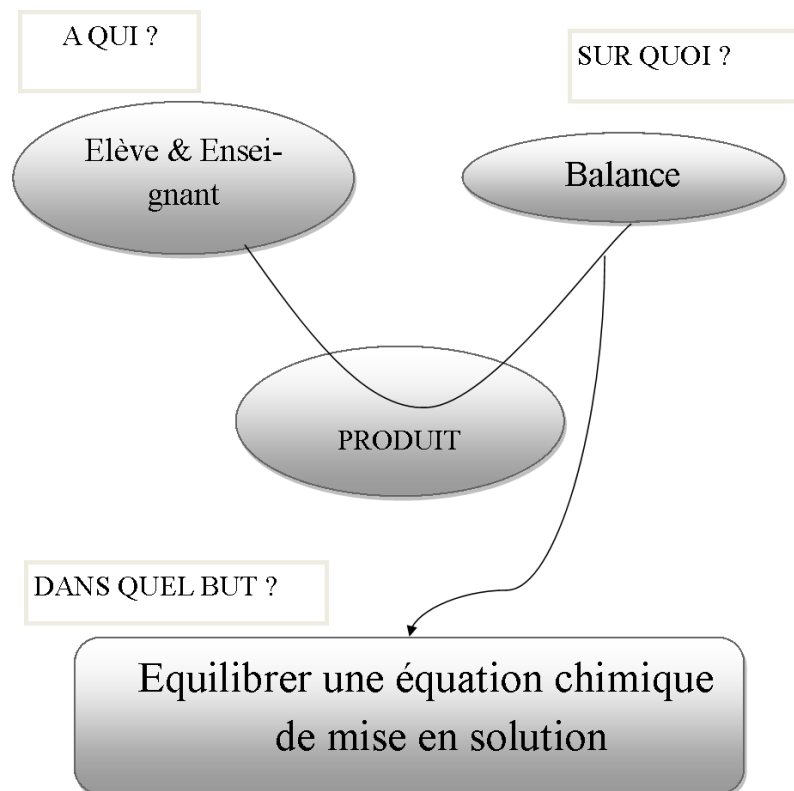 A QUI ?
SUR QUOI ?
Elève & Ensei-
gnant
Balance
PRODUIT
DANS QUEL BUT ?
Equilibrer une équation chimique
de mise en solution